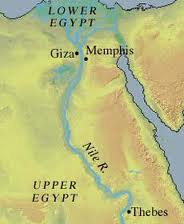 LOWER
EGYPT
Giza
Memphis
Nile R.
UPPER
EGYPT
Thebes